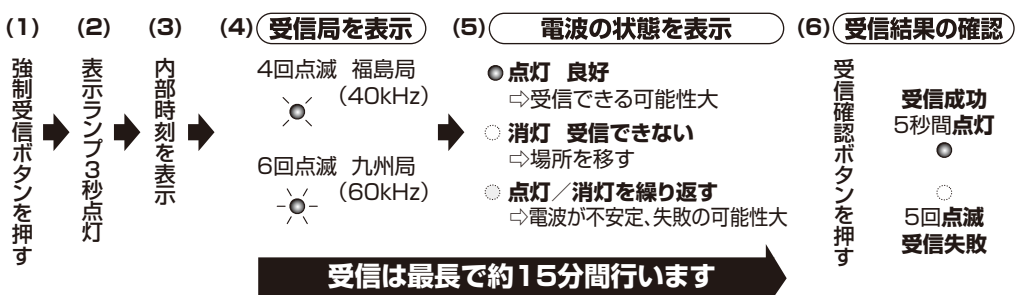 (1)
強制受信ボタンを押す
(2)
表示ランプ3秒点灯
(3)
内部時刻を表示
(4) 受信局を表示
4回点滅 福島局
(40kHz)
6回点滅 九州局
(60kHz)
(5) 電波の状態を表示
点灯 良好
⇨受信できる可能性大
消灯 受信できない
⇨場所を移す
点灯／消灯を繰り返す
⇨電波が不安定、失敗の可能性大
(6) 受信結果の確認
受信確認ボタンを押す
受信成功
5秒間点灯
5回点滅
受信失敗
受信は最長で約15分間行います